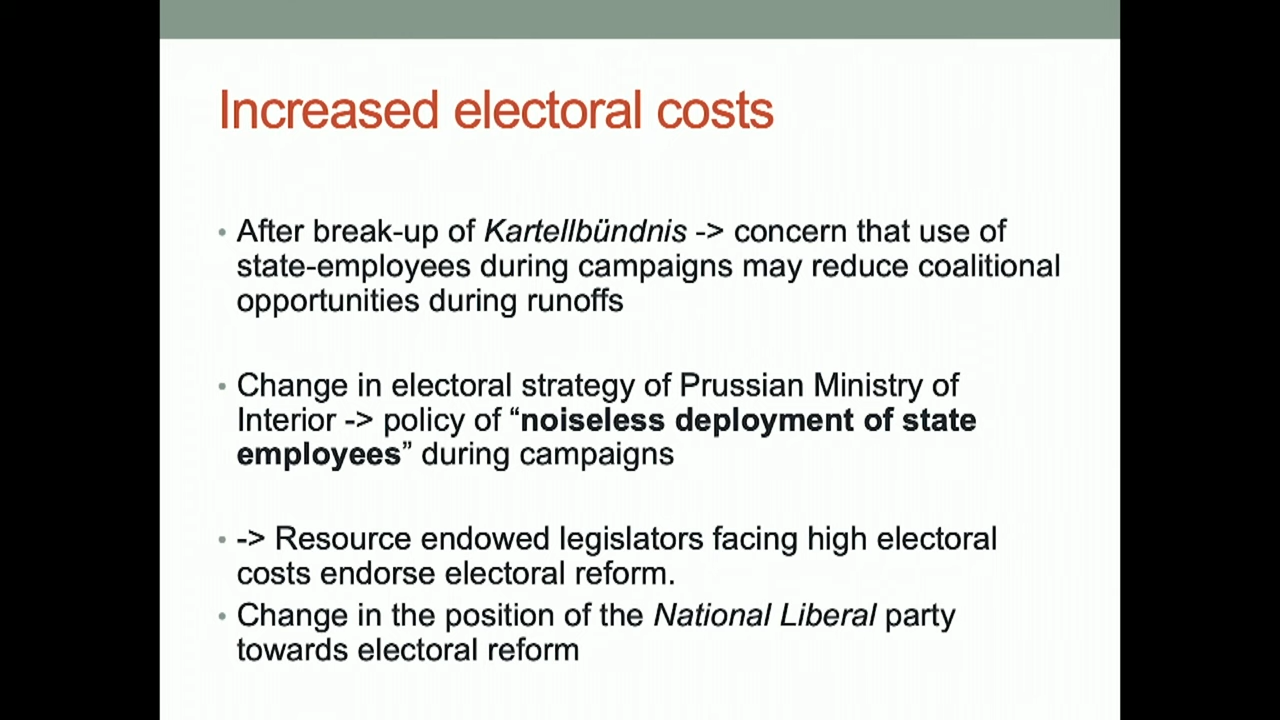 Increased electoral costs
• After break-up of Kartellbündnis -> concern that use of
state-employees during campaigns may reduce coalitional
opportunities during runoffs
• Change in electoral strategy of Prussian Ministry of
Interior -> policy of “noiseless deployment of state
employees” during campaigns
• -> Resource endowed legislators facing high electoral
costs endorse electoral reform.
• Change in the position of the National Liberal party
towards electoral reform